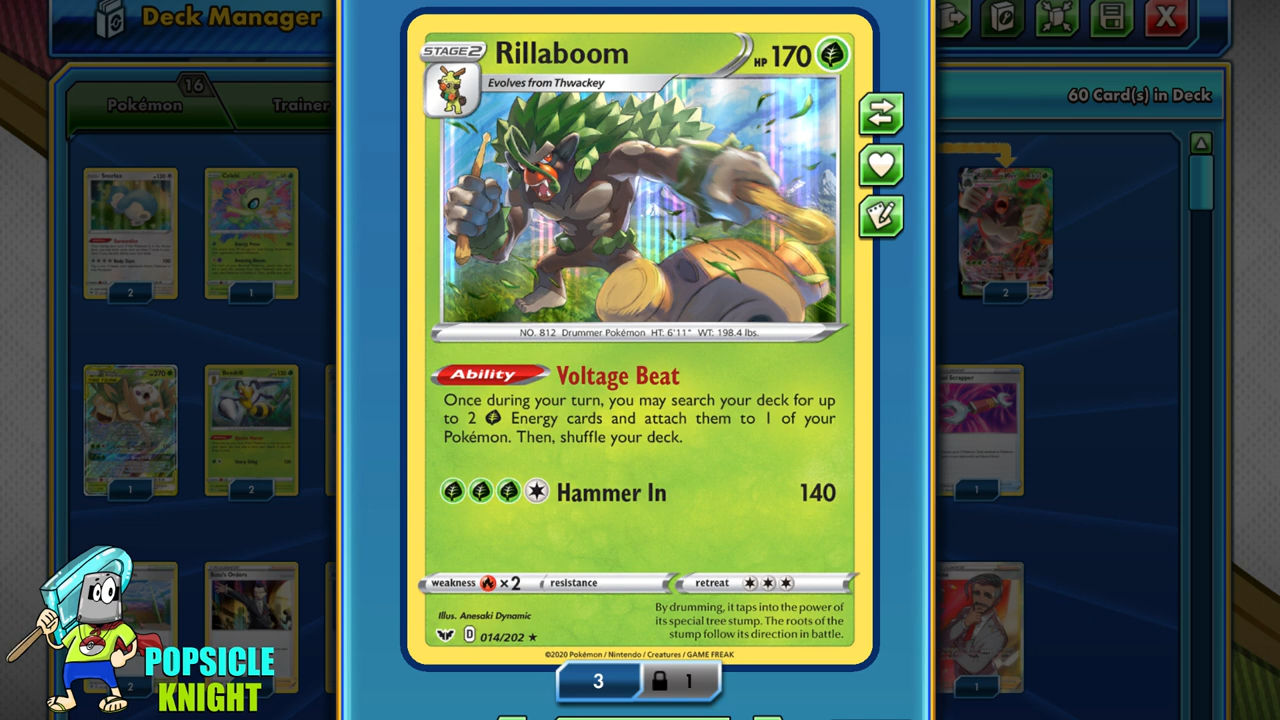 Deck Manager
Pokémon
16
Trainer
60 Card(s) in Deck
Snorlax
2
Celebi
1
1
Beedrill
2
2
1
Boss's Orders
2
1
STAGE2
Rillaboom
HP 170
Evolves from Thwackey
NO. 812 Drummer Pokémon HT: 6'11" WT: 198.4 lbs.
Ability Voltage Beat
Once during your turn, you may search your deck for up
to 2 Energy cards and attach them to 1 of your
Pokémon. Then, shuffle your deck.
Hammer In 140
weakness ×2 resistance retreat
Illus. Anesaki Dynamic
D 014/202 ★
By drumming, it taps into the power of
its special tree stump. The roots of the
stump follow its direction in battle.
©2020 Pokémon / Nintendo / Creatures / GAME FREAK
3
1
POPSICLE
KNIGHT